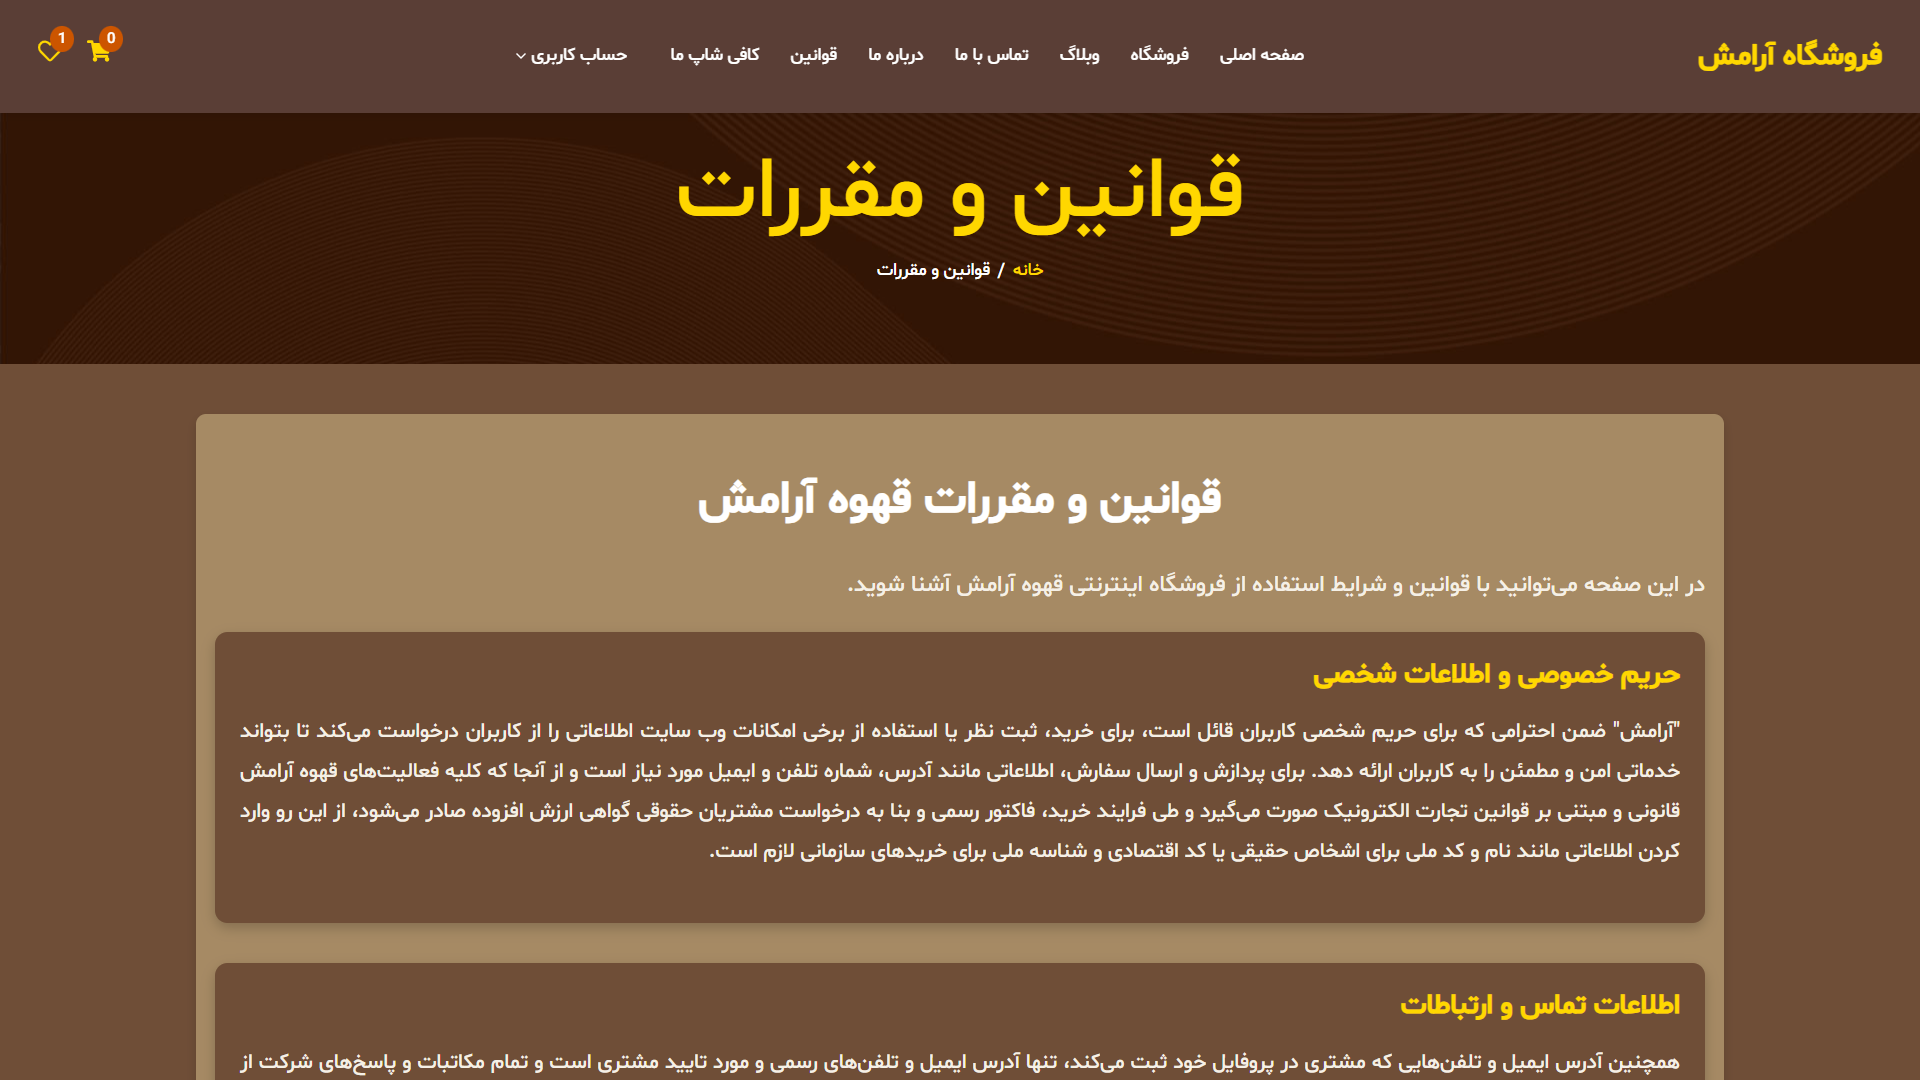 فروشگاه آرامش
صفحه اصلی
فروشگاه
وبلاگ
تماس با ما
درباره ما
قوانین
کافی شاپ ما
حساب کاربری
0
1
قوانین و مقررات
خانه / قوانین و مقررات
قوانین و مقررات قهوه آرامش
در این صفحه می‌توانید با قوانین و شرایط استفاده از فروشگاه اینترنتی قهوه آرامش آشنا شوید.
حریم خصوصی و اطلاعات شخصی
"آرامش" ضمن احترامی که برای حریم شخصی کاربران قائل است، برای خرید، ثبت نظر یا استفاده از برخی امکانات وب سایت اطلاعاتی را از کاربران درخواست می‌کند تا بتواند
خدماتی امن و مطمئن را به کاربران ارائه دهد. برای پردازش و ارسال سفارش، اطلاعاتی مانند آدرس، شماره تلفن و ایمیل مورد نیاز است و از آنجا که کلیه فعالیت‌های قهوه آرامش
قانونی و مبتنی بر قوانین تجارت الکترونیک صورت می‌گیرد و طی فرایند خرید، فاکتور رسمی و بنا به درخواست مشتریان حقوقی گواهی ارزش افزوده صادر می‌شود، از این رو وارد
کردن اطلاعاتی مانند نام و کد ملی برای اشخاص حقیقی یا کد اقتصادی و شناسه ملی برای خریدهای سازمانی لازم است.
اطلاعات تماس و ارتباطات
همچنین آدرس ایمیل و تلفن‌هایی که مشتری در پروفایل خود ثبت می‌کند، تنها آدرس ایمیل و تلفن‌های رسمی و مورد تایید مشتری است و تمام مکاتبات و پاسخ‌های شرکت از